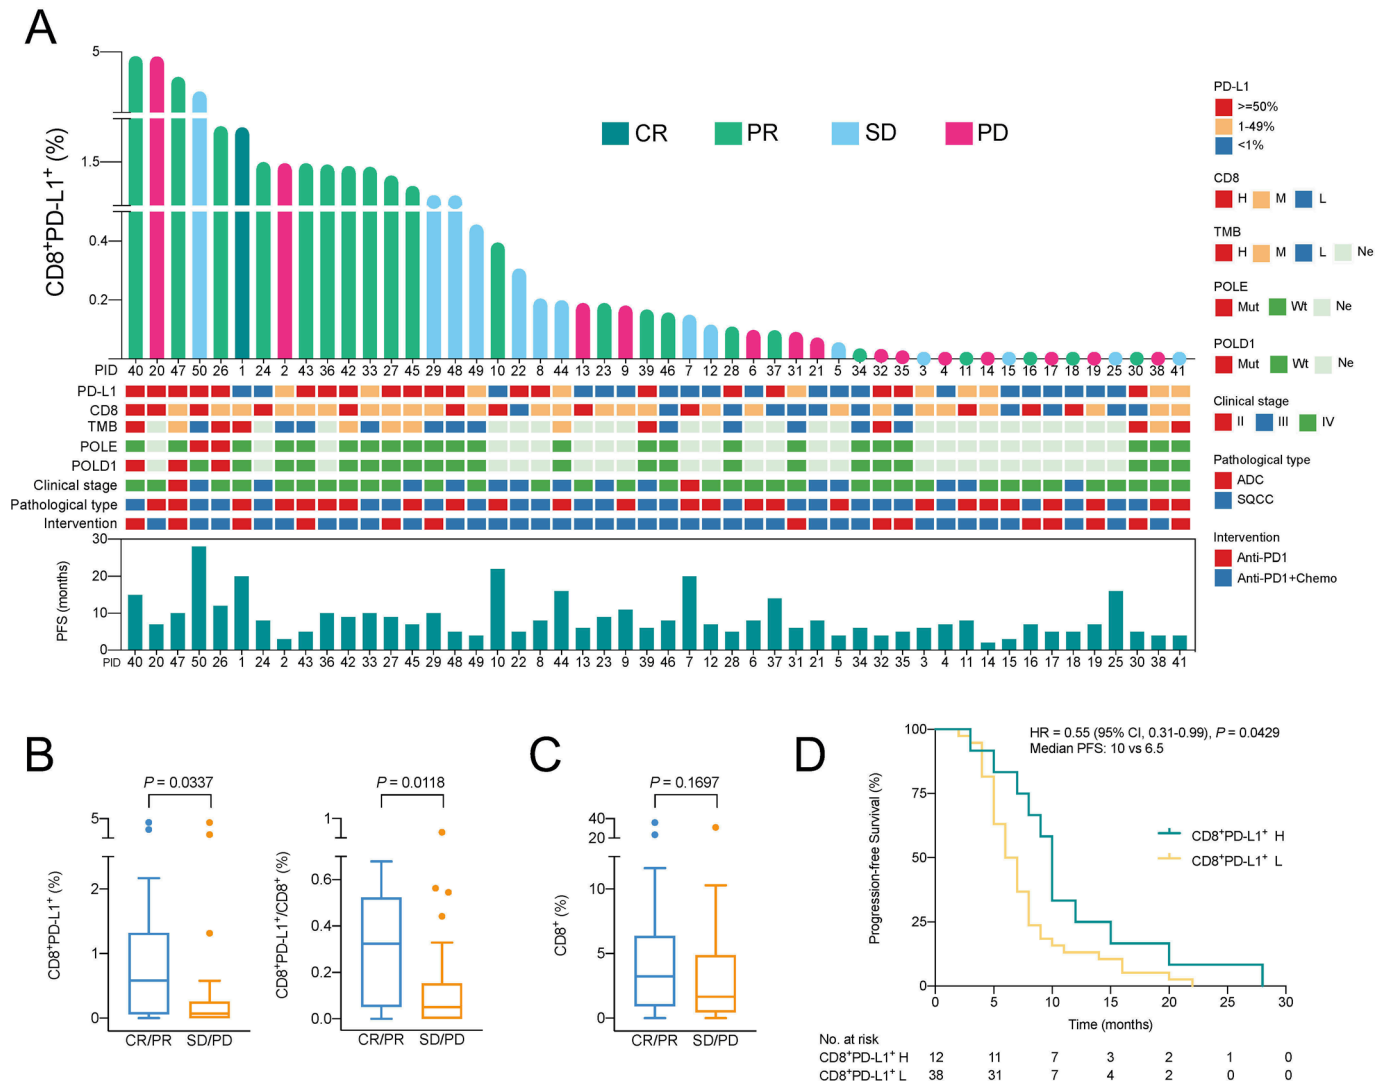 A
CD8⁺PD-L1⁺ (%)
5
1.5
0.4
0.2
CR PR SD PD
PID 40 20 47 50 26 1 24 2 43 36 42 33 27 45 29 48 49 10 22 8 44 13 23 9 39 46 7 12 28 6 37 31 21 5 34 32 35 3 4 11 14 15 16 17 18 19 25 30 38 41
PD-L1
CD8
TMB
POLE
POLD1
Clinical stage
Pathological type
Intervention
PFS (months)
30
20
10
0
PID 40 20 47 50 26 1 24 2 43 36 42 33 27 45 29 48 49 10 22 8 44 13 23 9 39 46 7 12 28 6 37 31 21 5 34 32 35 3 4 11 14 15 16 17 18 19 25 30 38 41
PD-L1
>=50%
1-49%
<1%
CD8
H M L
TMB
H M L Ne
POLE
Mut Wt Ne
POLD1
Mut Wt Ne
Clinical stage
II III IV
Pathological type
ADC
SQCC
Intervention
Anti-PD1
Anti-PD1+Chemo
B
P = 0.0337
CD8⁺PD-L1⁺ (%)
5
2
1
0
CR/PR SD/PD
P = 0.0118
CD8⁺PD-L1⁺/CD8⁺ (%)
1
0.6
0.4
0.2
0.0
CR/PR SD/PD
C
P = 0.1697
CD8⁺ (%)
40
20
10
5
0
CR/PR SD/PD
D
HR = 0.55 (95% CI, 0.31-0.99), P = 0.0429
Median PFS: 10 vs 6.5
Progression-free Survival (%)
100
75
50
25
0
CD8⁺PD-L1⁺ H
CD8⁺PD-L1⁺ L
0 5 10 15 20 25 30
Time (months)
No. at risk
CD8⁺PD-L1⁺ H 12 11 7 3 2 1 0
CD8⁺PD-L1⁺ L 38 31 7 4 2 0 0